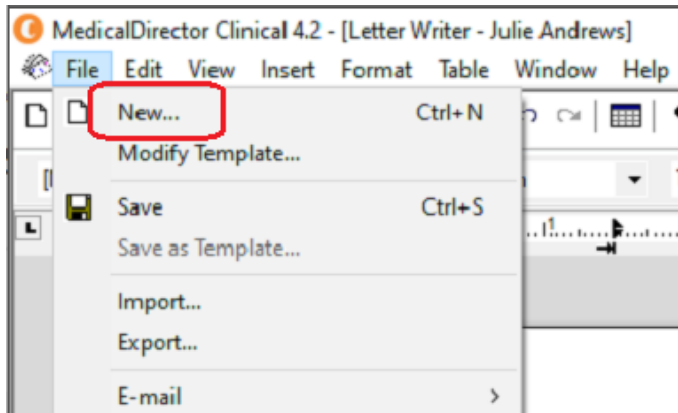 MedicalDirector Clinical 4.2 - [Letter Writer - Julie Andrews]
File Edit View Insert Format Table Window Help
New... Ctrl+N
Modify Template...
Save Ctrl+S
Save as Template...
Import...
Export...
E-mail